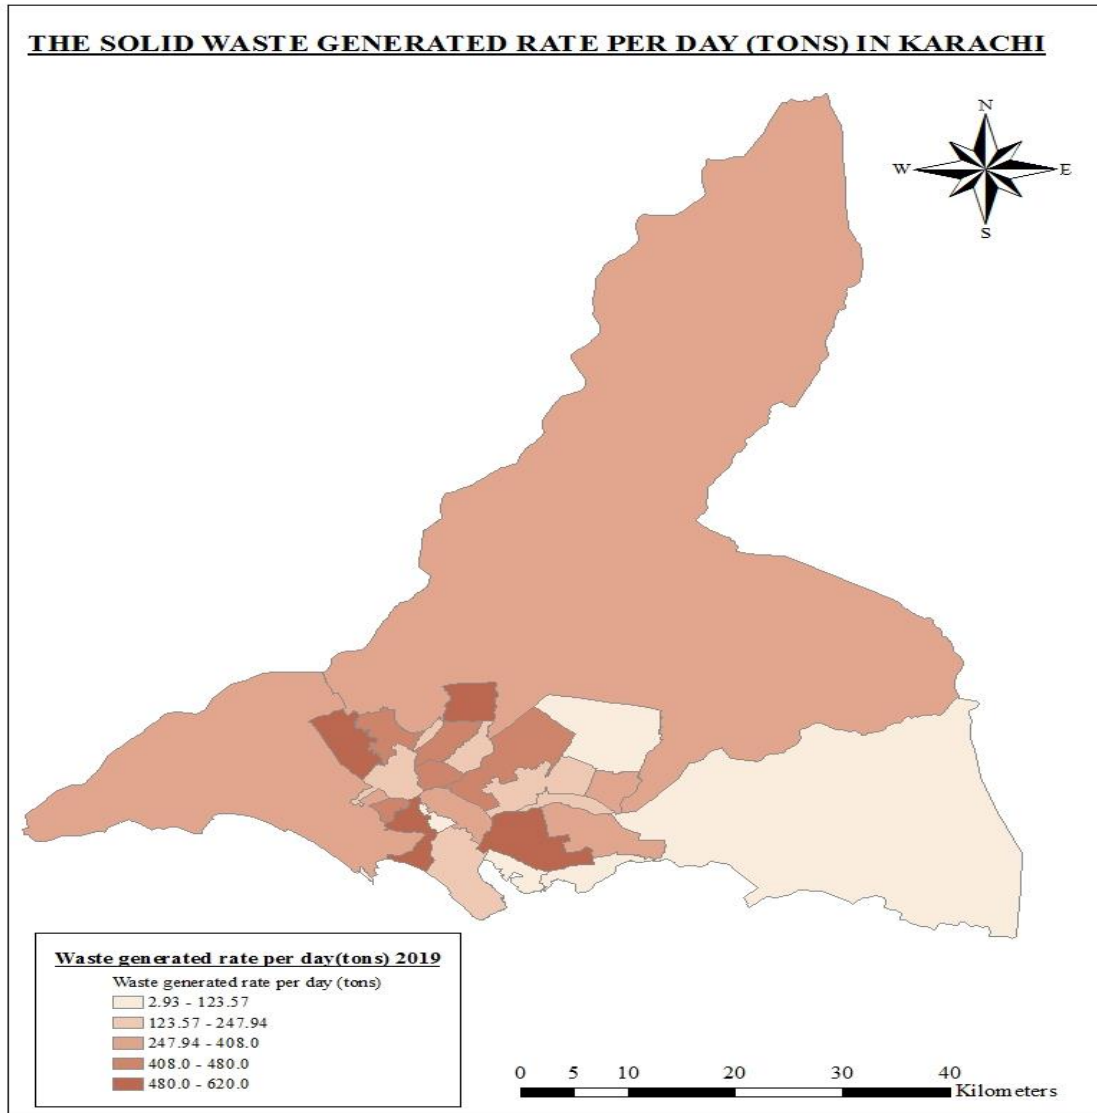 THE SOLID WASTE GENERATED RATE PER DAY (TONS) IN KARACHI
N
W
E
S
Waste generated rate per day(tons) 2019
Waste generated rate per day (tons)
2.93 - 123.57
123.57 - 247.94
247.94 - 408.0
408.0 - 480.0
480.0 - 620.0
0 5 10 20 30 40
Kilometers